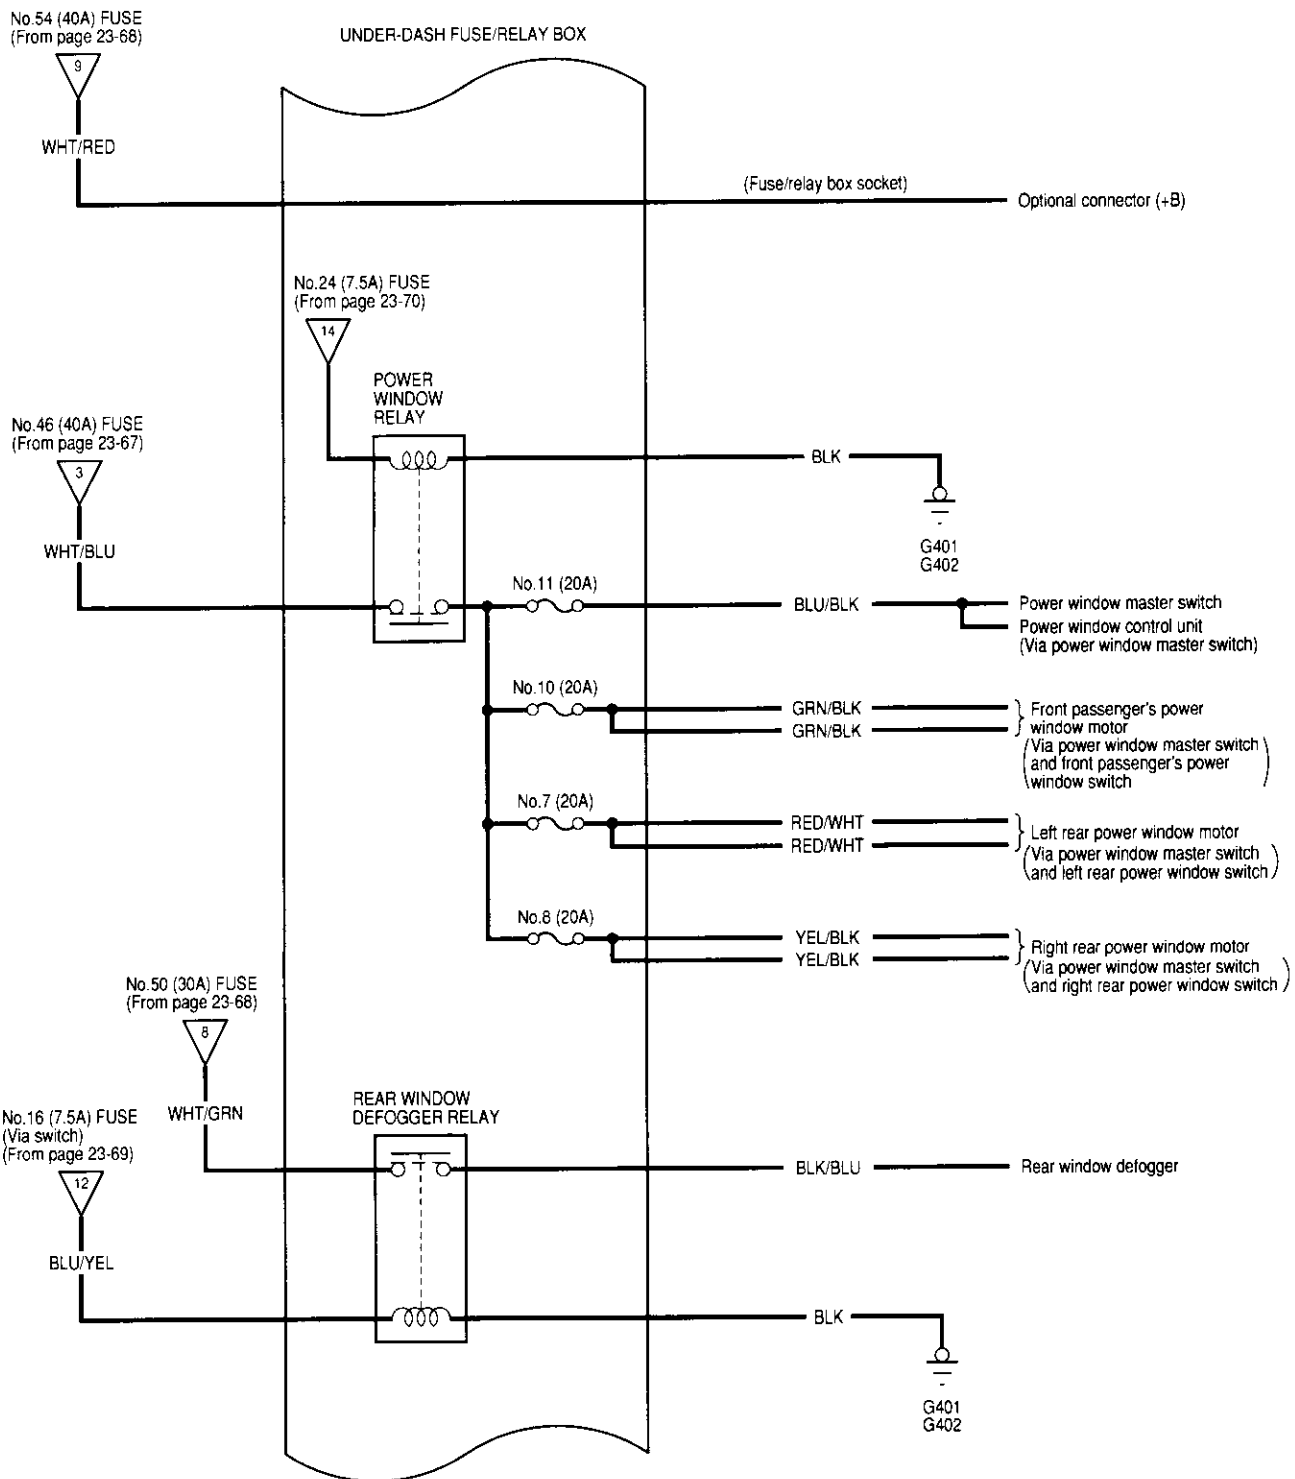 No.54 (40A) FUSE
(From page 23-68)
9
WHT/RED
UNDER-DASH FUSE/RELAY BOX
(Fuse/relay box socket)
Optional connector (+B)
No.24 (7.5A) FUSE
(From page 23-70)
14
POWER
WINDOW
RELAY
No.46 (40A) FUSE
(From page 23-67)
3
WHT/BLU
BLK
G401
G402
No.11 (20A)
BLU/BLK
Power window master switch
Power window control unit
(Via power window master switch)
No.10 (20A)
GRN/BLK
GRN/BLK
Front passenger's power
window motor
(Via power window master switch
and front passenger's power
window switch)
No.7 (20A)
RED/WHT
RED/WHT
Left rear power window motor
(Via power window master switch
and left rear power window switch)
No.8 (20A)
YEL/BLK
YEL/BLK
Right rear power window motor
(Via power window master switch
and right rear power window switch)
No.50 (30A) FUSE
(From page 23-68)
8
WHT/GRN
No.16 (7.5A) FUSE
(Via switch)
(From page 23-69)
12
BLU/YEL
REAR WINDOW
DEFOGGER RELAY
BLK/BLU
Rear window defogger
BLK
G401
G402